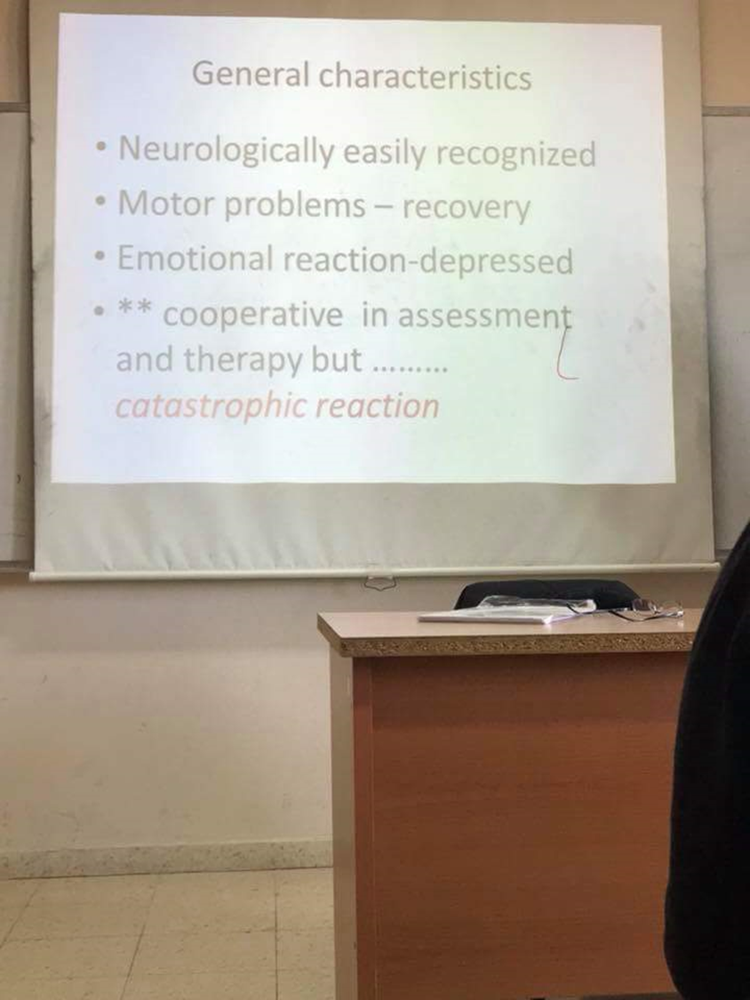 General characteristics
• Neurologically easily recognized
• Motor problems – recovery
• Emotional reaction-depressed
• ** cooperative in assessment
and therapy but .........
catastrophic reaction